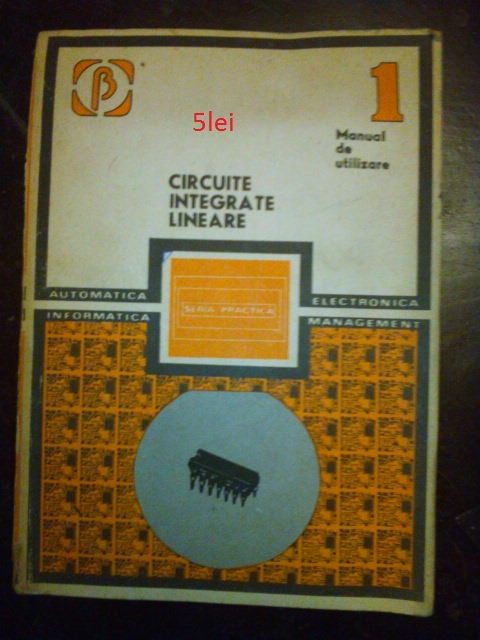 β
1
5lei
Manual
de
utilizare
CIRCUITE
INTEGRATE
LINEARE
SERIA PRACTICA
AUTOMATICA
ELECTRONICA
INFORMATICA
MANAGEMENT